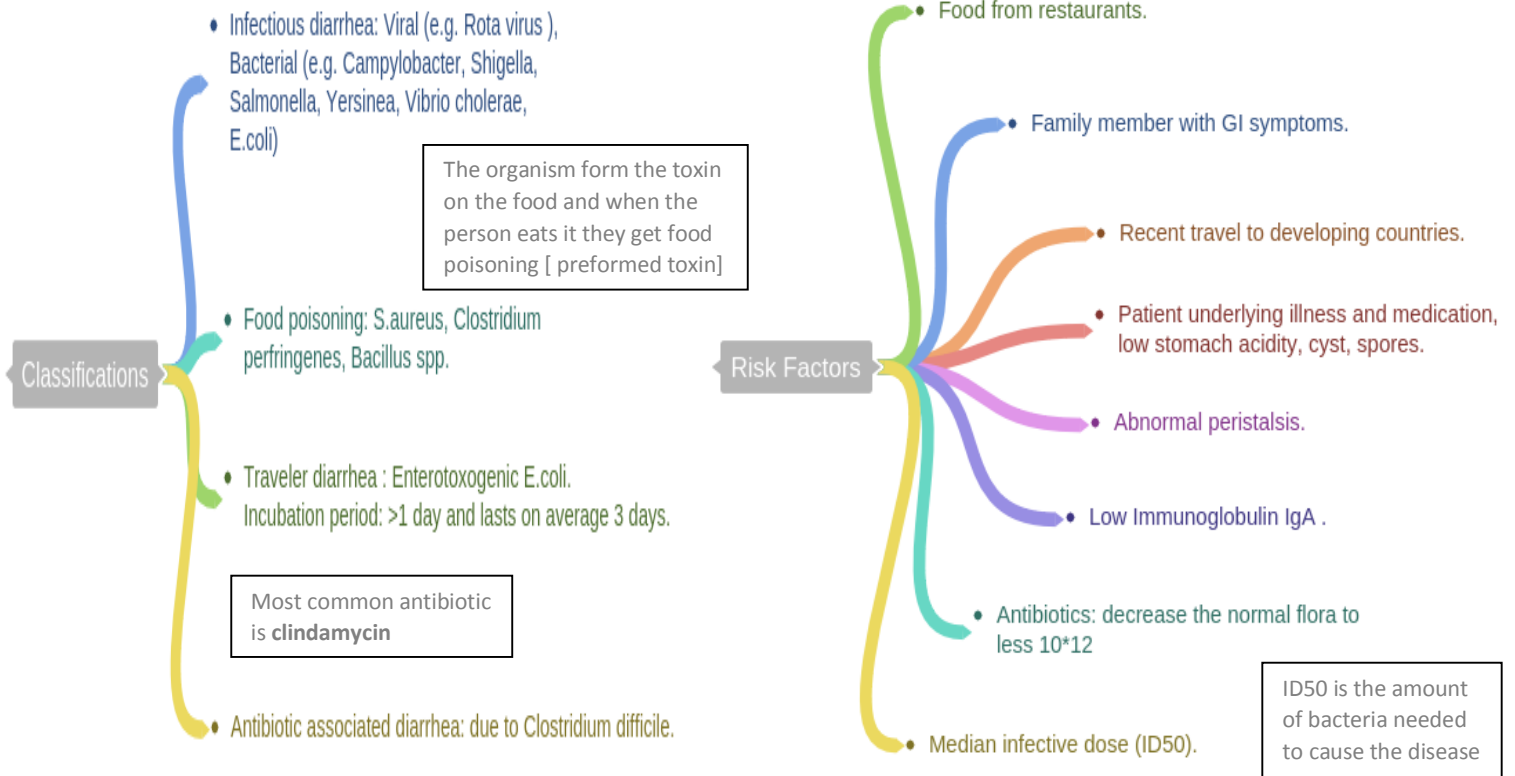 • Infectious diarrhea: Viral (e.g. Rota virus ),
Bacterial (e.g. Campylobacter, Shigella,
Salmonella, Yersinea, Vibrio cholerae,
E.coli)
The organism form the toxin
on the food and when the
person eats it they get food
poisoning [ preformed toxin]
• Food poisoning: S.aureus, Clostridium
perfringenes, Bacillus spp.
Classifications
• Traveler diarrhea : Enterotoxogenic E.coli.
Incubation period: >1 day and lasts on average 3 days.
Most common antibiotic
is clindamycin
• Antibiotic associated diarrhea: due to Clostridium difficile.
• Food from restaurants.
• Family member with GI symptoms.
• Recent travel to developing countries.
• Patient underlying illness and medication,
low stomach acidity, cyst, spores.
Risk Factors
• Abnormal peristalsis.
• Low Immunoglobulin IgA .
• Antibiotics: decrease the normal flora to
less 10*12
ID50 is the amount
of bacteria needed
to cause the disease
• Median infective dose (ID50).